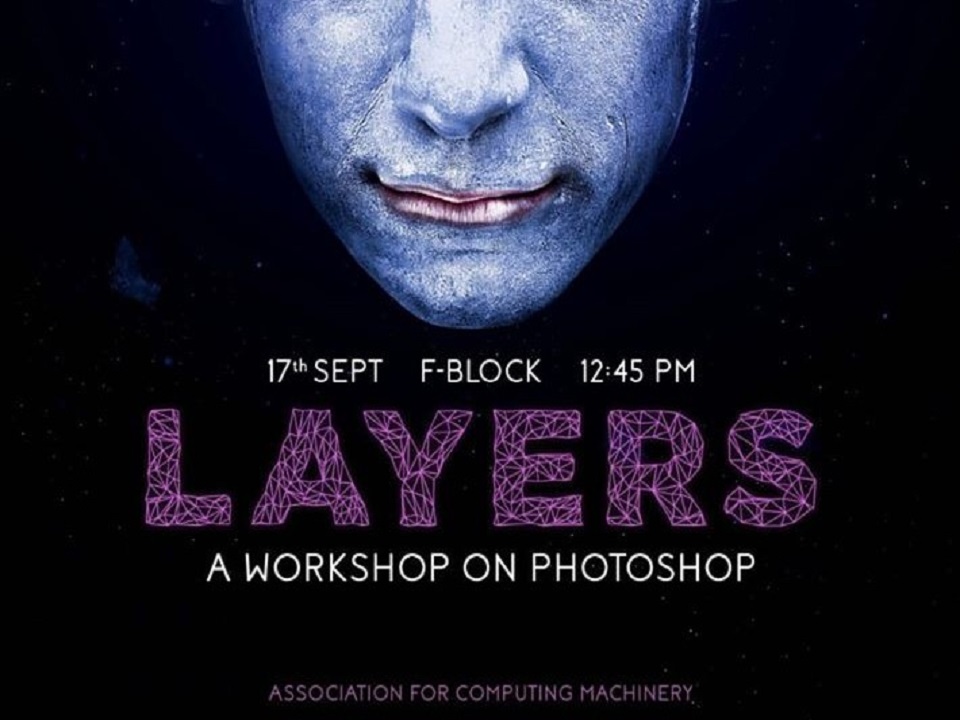 17th SEPT F-BLOCK 12:45 PM
LAYERS
A WORKSHOP ON PHOTOSHOP
ASSOCIATION FOR COMPUTING MACHINERY